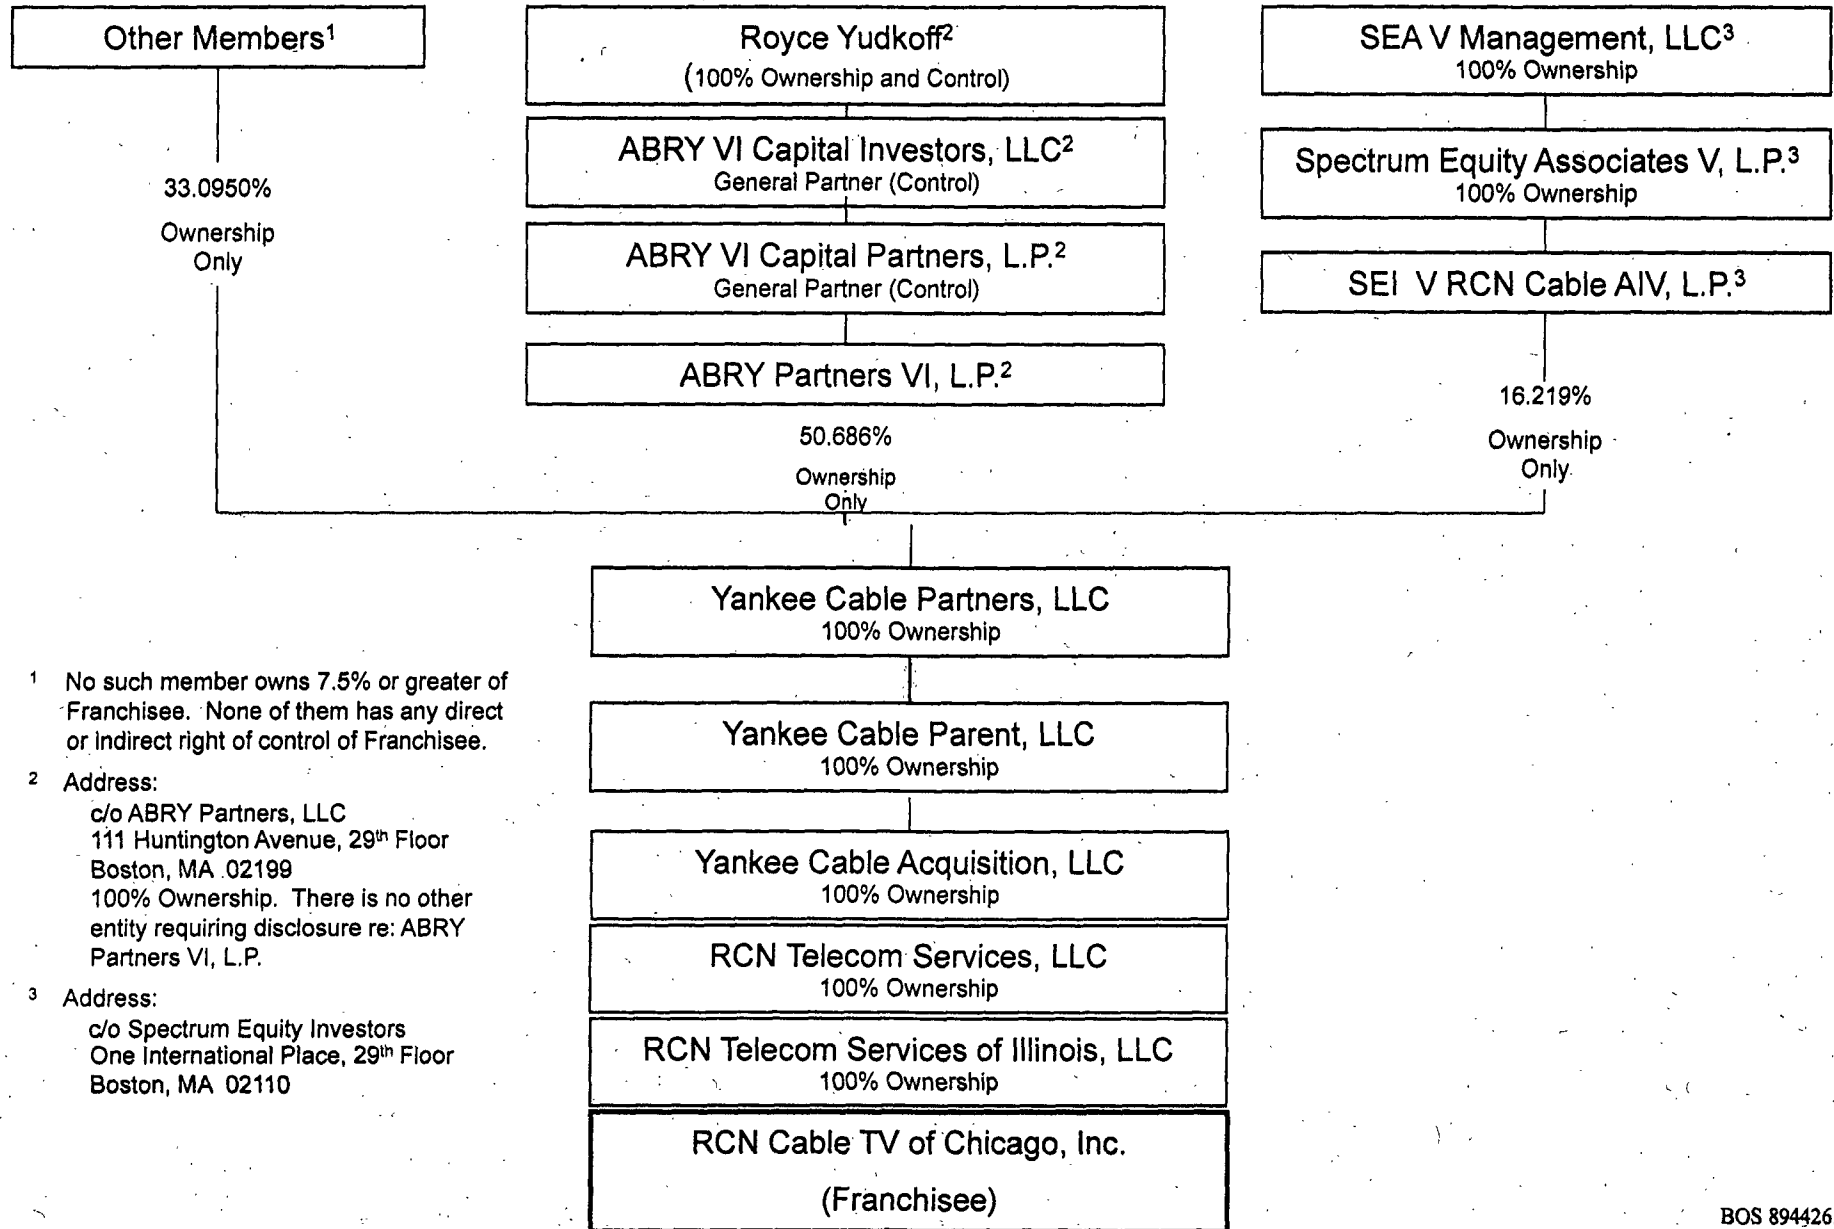 Other Members1
33.0950%
Ownership
Only
Royce Yudkoff2
(100% Ownership and Control)
ABRY VI Capital Investors, LLC2
General Partner (Control)
ABRY VI Capital Partners, L.P.2
General Partner (Control)
ABRY Partners VI, L.P.2
50.686%
Ownership
Only
SEA V Management, LLC3
100% Ownership
Spectrum Equity Associates V, L.P.3
100% Ownership
SEI V RCN Cable AIV, L.P.3
16.219%
Ownership
Only
Yankee Cable Partners, LLC
100% Ownership
Yankee Cable Parent, LLC
100% Ownership
Yankee Cable Acquisition, LLC
100% Ownership
RCN Telecom Services, LLC
100% Ownership
RCN Telecom Services of Illinois, LLC
100% Ownership
RCN Cable TV of Chicago, Inc.
(Franchisee)
1 No such member owns 7.5% or greater of
Franchisee. None of them has any direct
or indirect right of control of Franchisee.
2 Address:
c/o ABRY Partners, LLC
111 Huntington Avenue, 29th Floor
Boston, MA 02199
100% Ownership. There is no other
entity requiring disclosure re: ABRY
Partners VI, L.P.
3 Address:
c/o Spectrum Equity Investors
One International Place, 29th Floor
Boston, MA 02110
BOS 894426